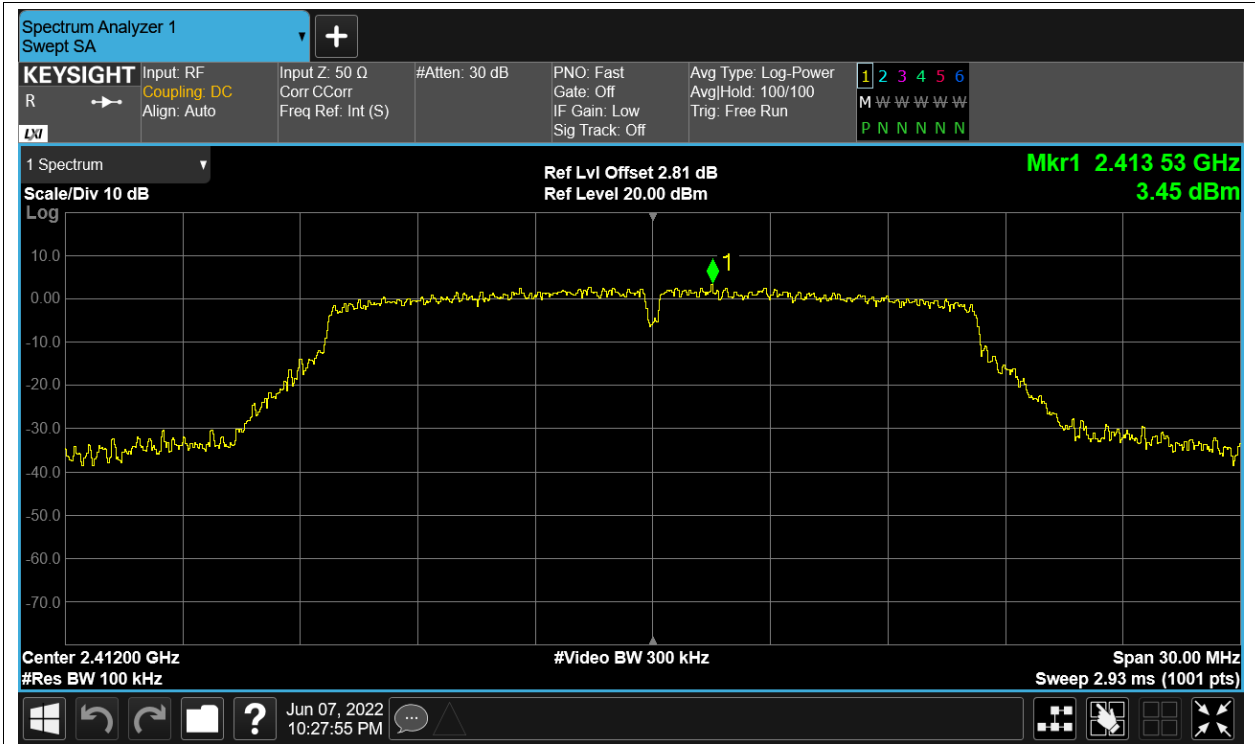 Spectrum Analyzer 1
Swept SA
KEYSIGHT
R
LXI
Input: RF
Coupling: DC
Align: Auto
Input Z: 50 Ω
Corr CCorr
Freq Ref: Int (S)
#Atten: 30 dB
PNO: Fast
Gate: Off
IF Gain: Low
Sig Track: Off
Avg Type: Log-Power
Avg|Hold: 100/100
Trig: Free Run
1 2 3 4 5 6
M W W W W W
P N N N N N
1 Spectrum
Scale/Div 10 dB
Ref Lvl Offset 2.81 dB
Ref Level 20.00 dBm
Mkr1 2.413 53 GHz
3.45 dBm
Log
10.0
0.00
-10.0
-20.0
-30.0
-40.0
-50.0
-60.0
-70.0
1
Center 2.41200 GHz
#Video BW 300 kHz
Span 30.00 MHz
#Res BW 100 kHz
Sweep 2.93 ms (1001 pts)
?
Jun 07, 2022
10:27:55 PM